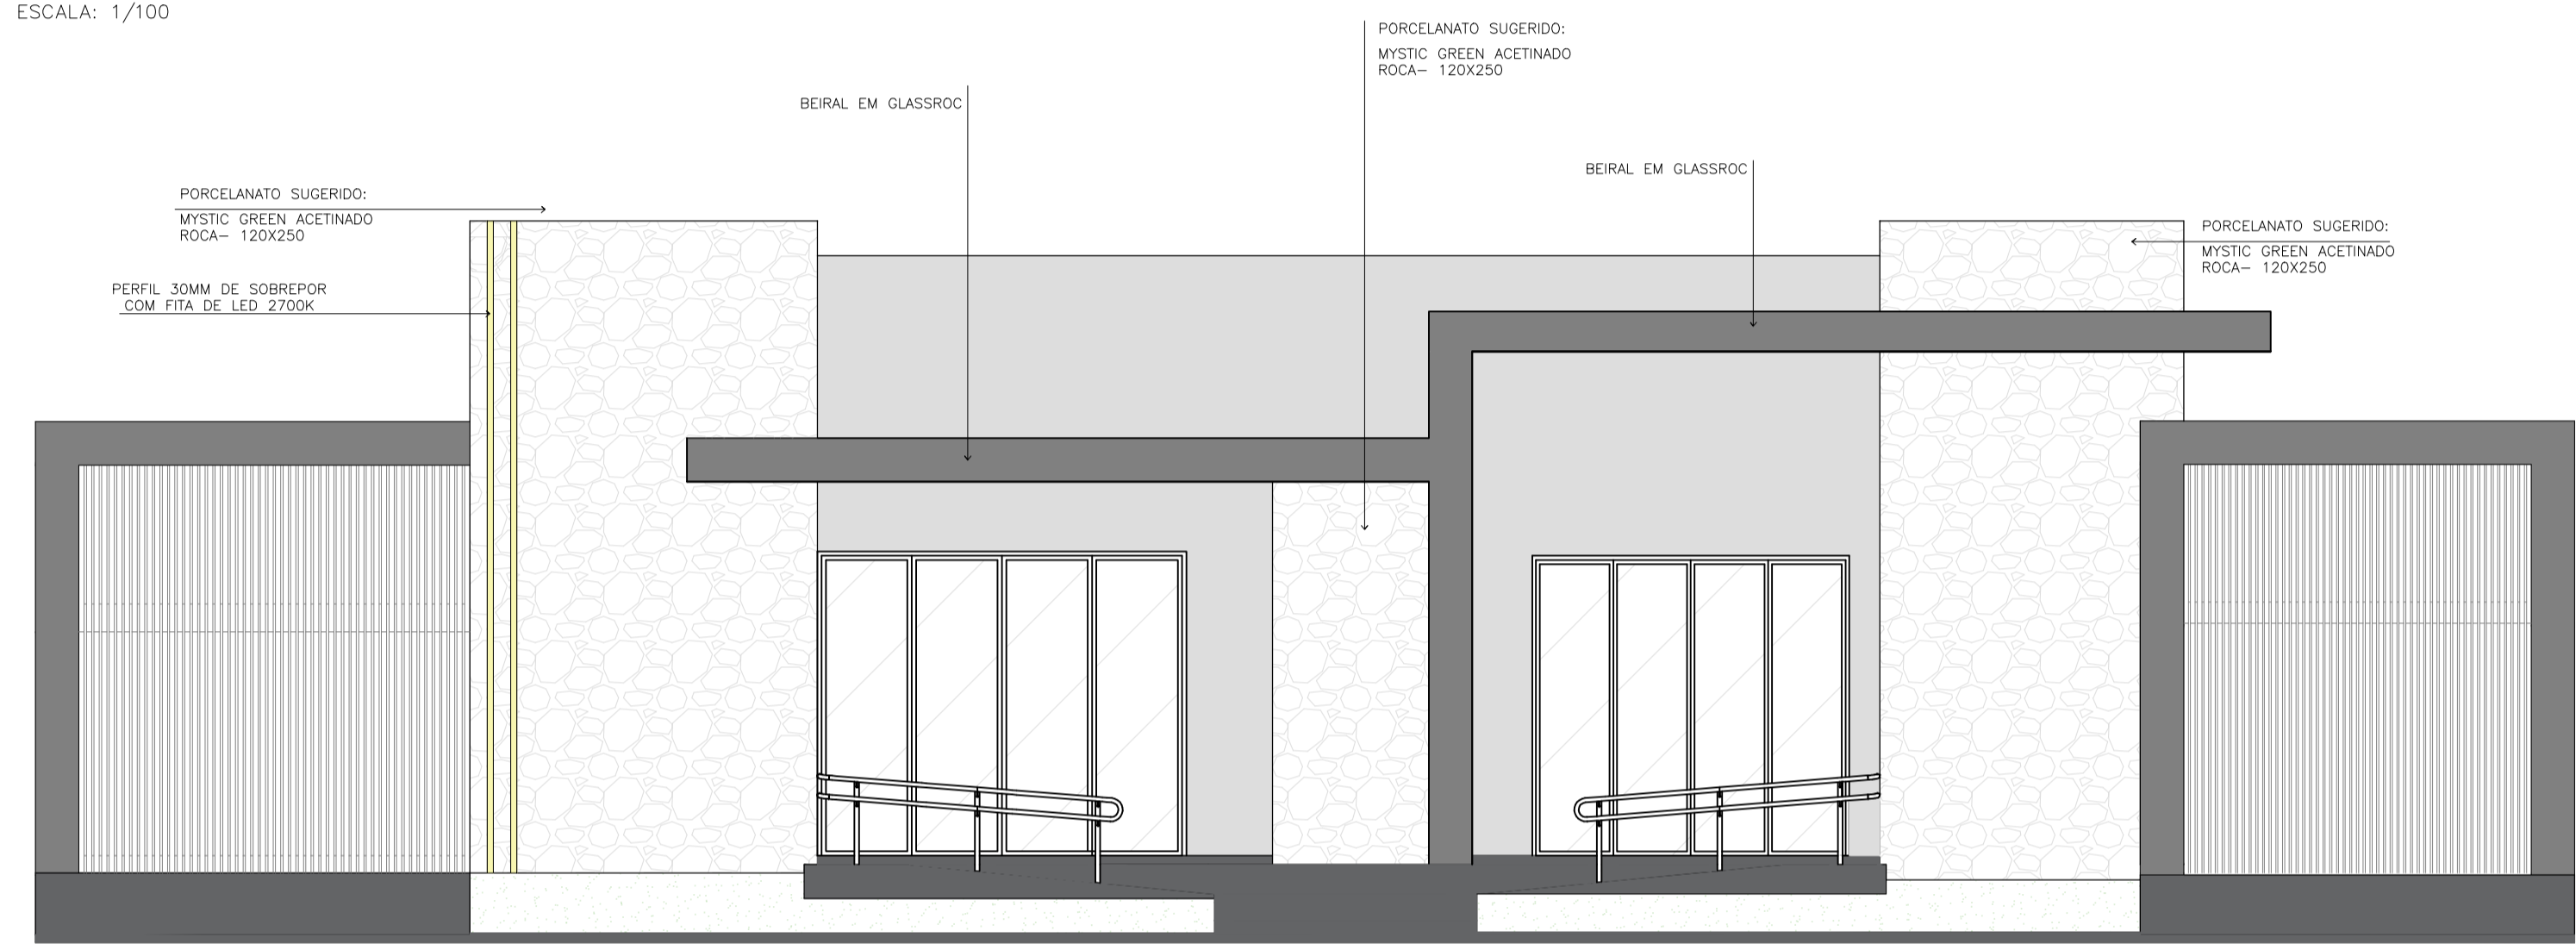 ESCALA: 1/100
PORCELANATO SUGERIDO:
MYSTIC GREEN ACETINADO
ROCA- 120X250
BEIRAL EM GLASSROC
BEIRAL EM GLASSROC
PORCELANATO SUGERIDO:
MYSTIC GREEN ACETINADO
ROCA- 120X250
PORCELANATO SUGERIDO:
MYSTIC GREEN ACETINADO
ROCA- 120X250
PERFIL 30MM DE SOBREPOR
COM FITA DE LED 2700K